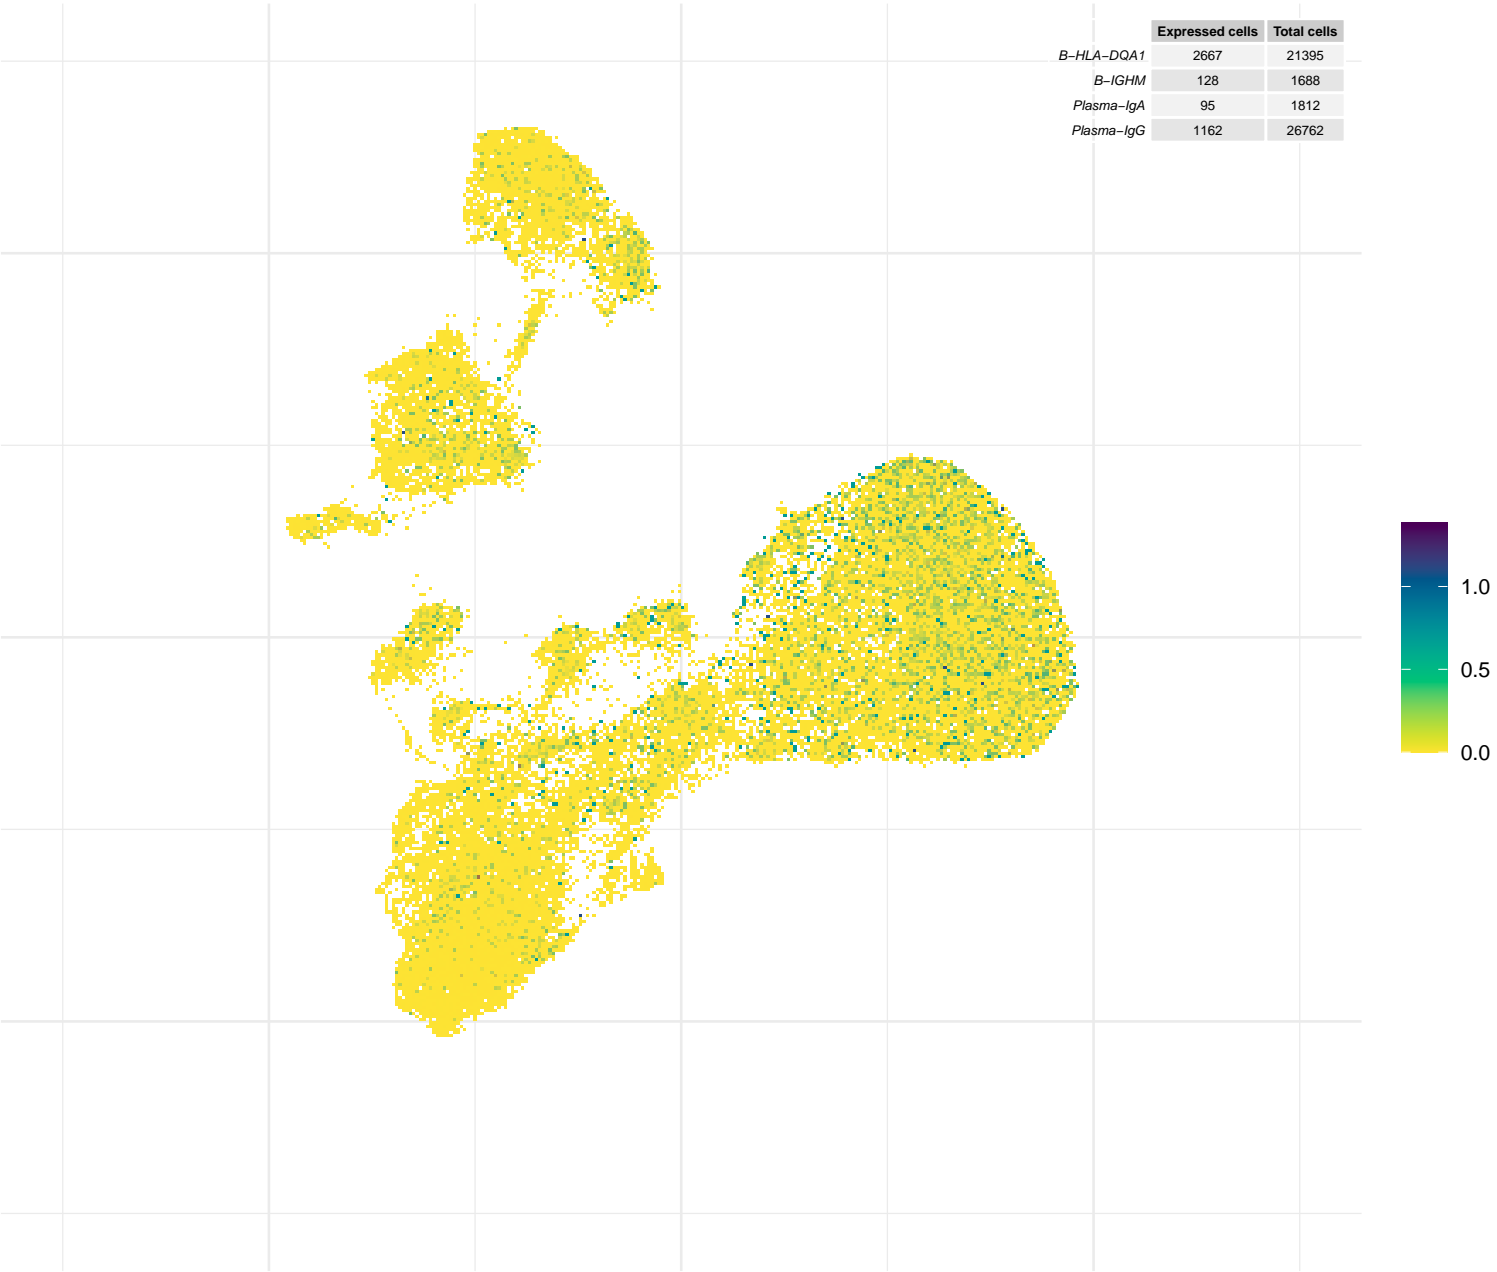 Expressed cells Total cells
B−HLA−DQA1 2667 21395
B−IGHM 128 1688
Plasma−IgA 95 1812
Plasma−IgG 1162 26762
1.0
0.5
0.0